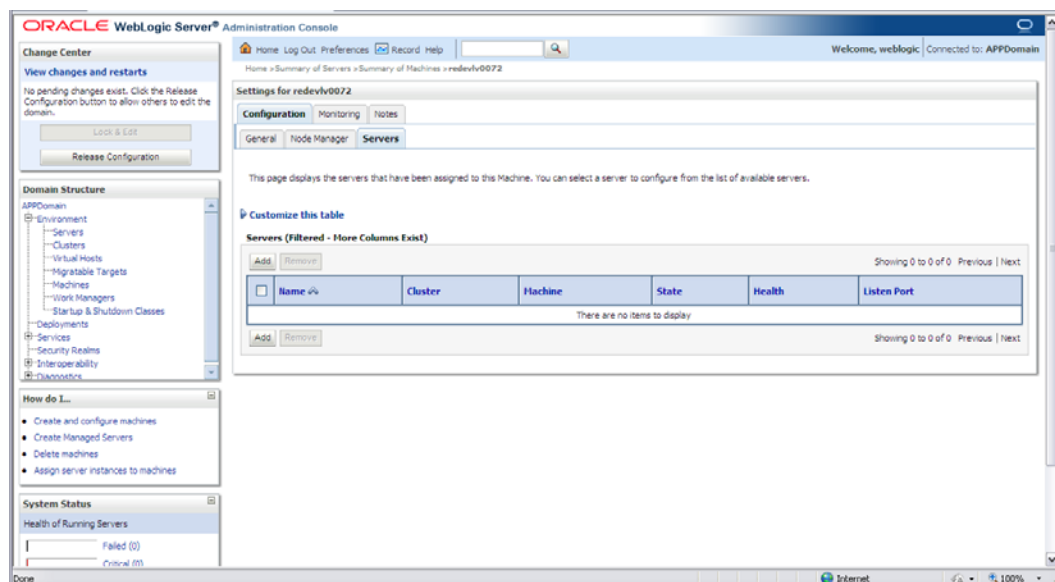 ORACLE WebLogic Server® Administration Console
Change Center
View changes and restarts
No pending changes exist. Click the Release
Configuration button to allow others to edit the
domain.
Lock & Edit
Release Configuration
Domain Structure
APPDomain
Environment
Servers
Clusters
Virtual Hosts
Migratable Targets
Machines
Work Managers
Startup & Shutdown Classes
Deployments
Services
Security Realms
Interoperability
Diagnostics
How do I...
Create and configure machines
Create Managed Servers
Delete machines
Assign server instances to machines
System Status
Health of Running Servers
Failed (0)
Critical (0)
Home Log Out Preferences Record Help
Welcome, weblogic Connected to: APPDomain
Home >Summary of Servers >Summary of Machines >redevlv0072
Settings for redevlv0072
Configuration Monitoring Notes
General Node Manager Servers
This page displays the servers that have been assigned to this Machine. You can select a server to configure from the list of available servers.
Customize this table
Servers (Filtered - More Columns Exist)
Add Remove
Showing 0 to 0 of 0 Previous | Next
Name Cluster Machine State Health Listen Port
There are no items to display
Add Remove
Showing 0 to 0 of 0 Previous | Next
Done
Internet
100%